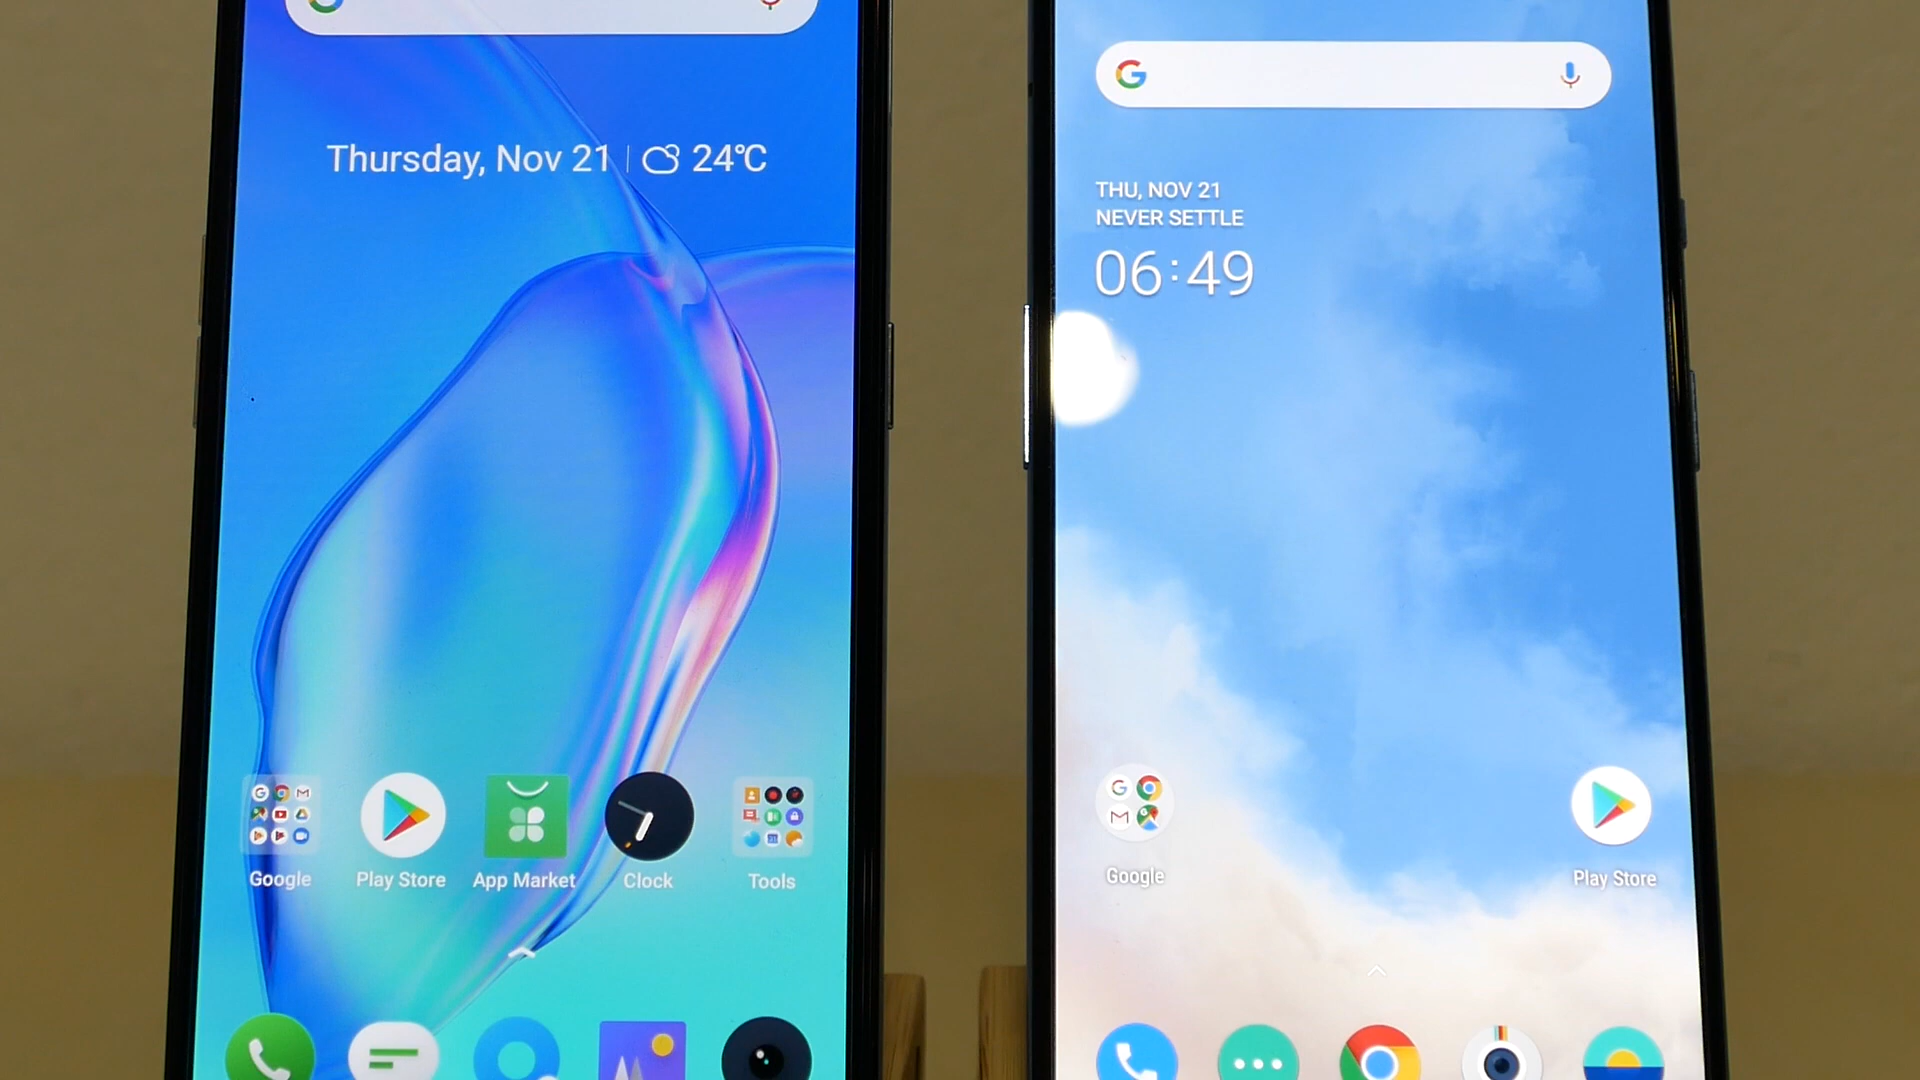 Thursday, Nov 21 | 24℃
Google
Play Store
App Market
Clock
Tools
THU, NOV 21
NEVER SETTLE
06:49
Google
Play Store